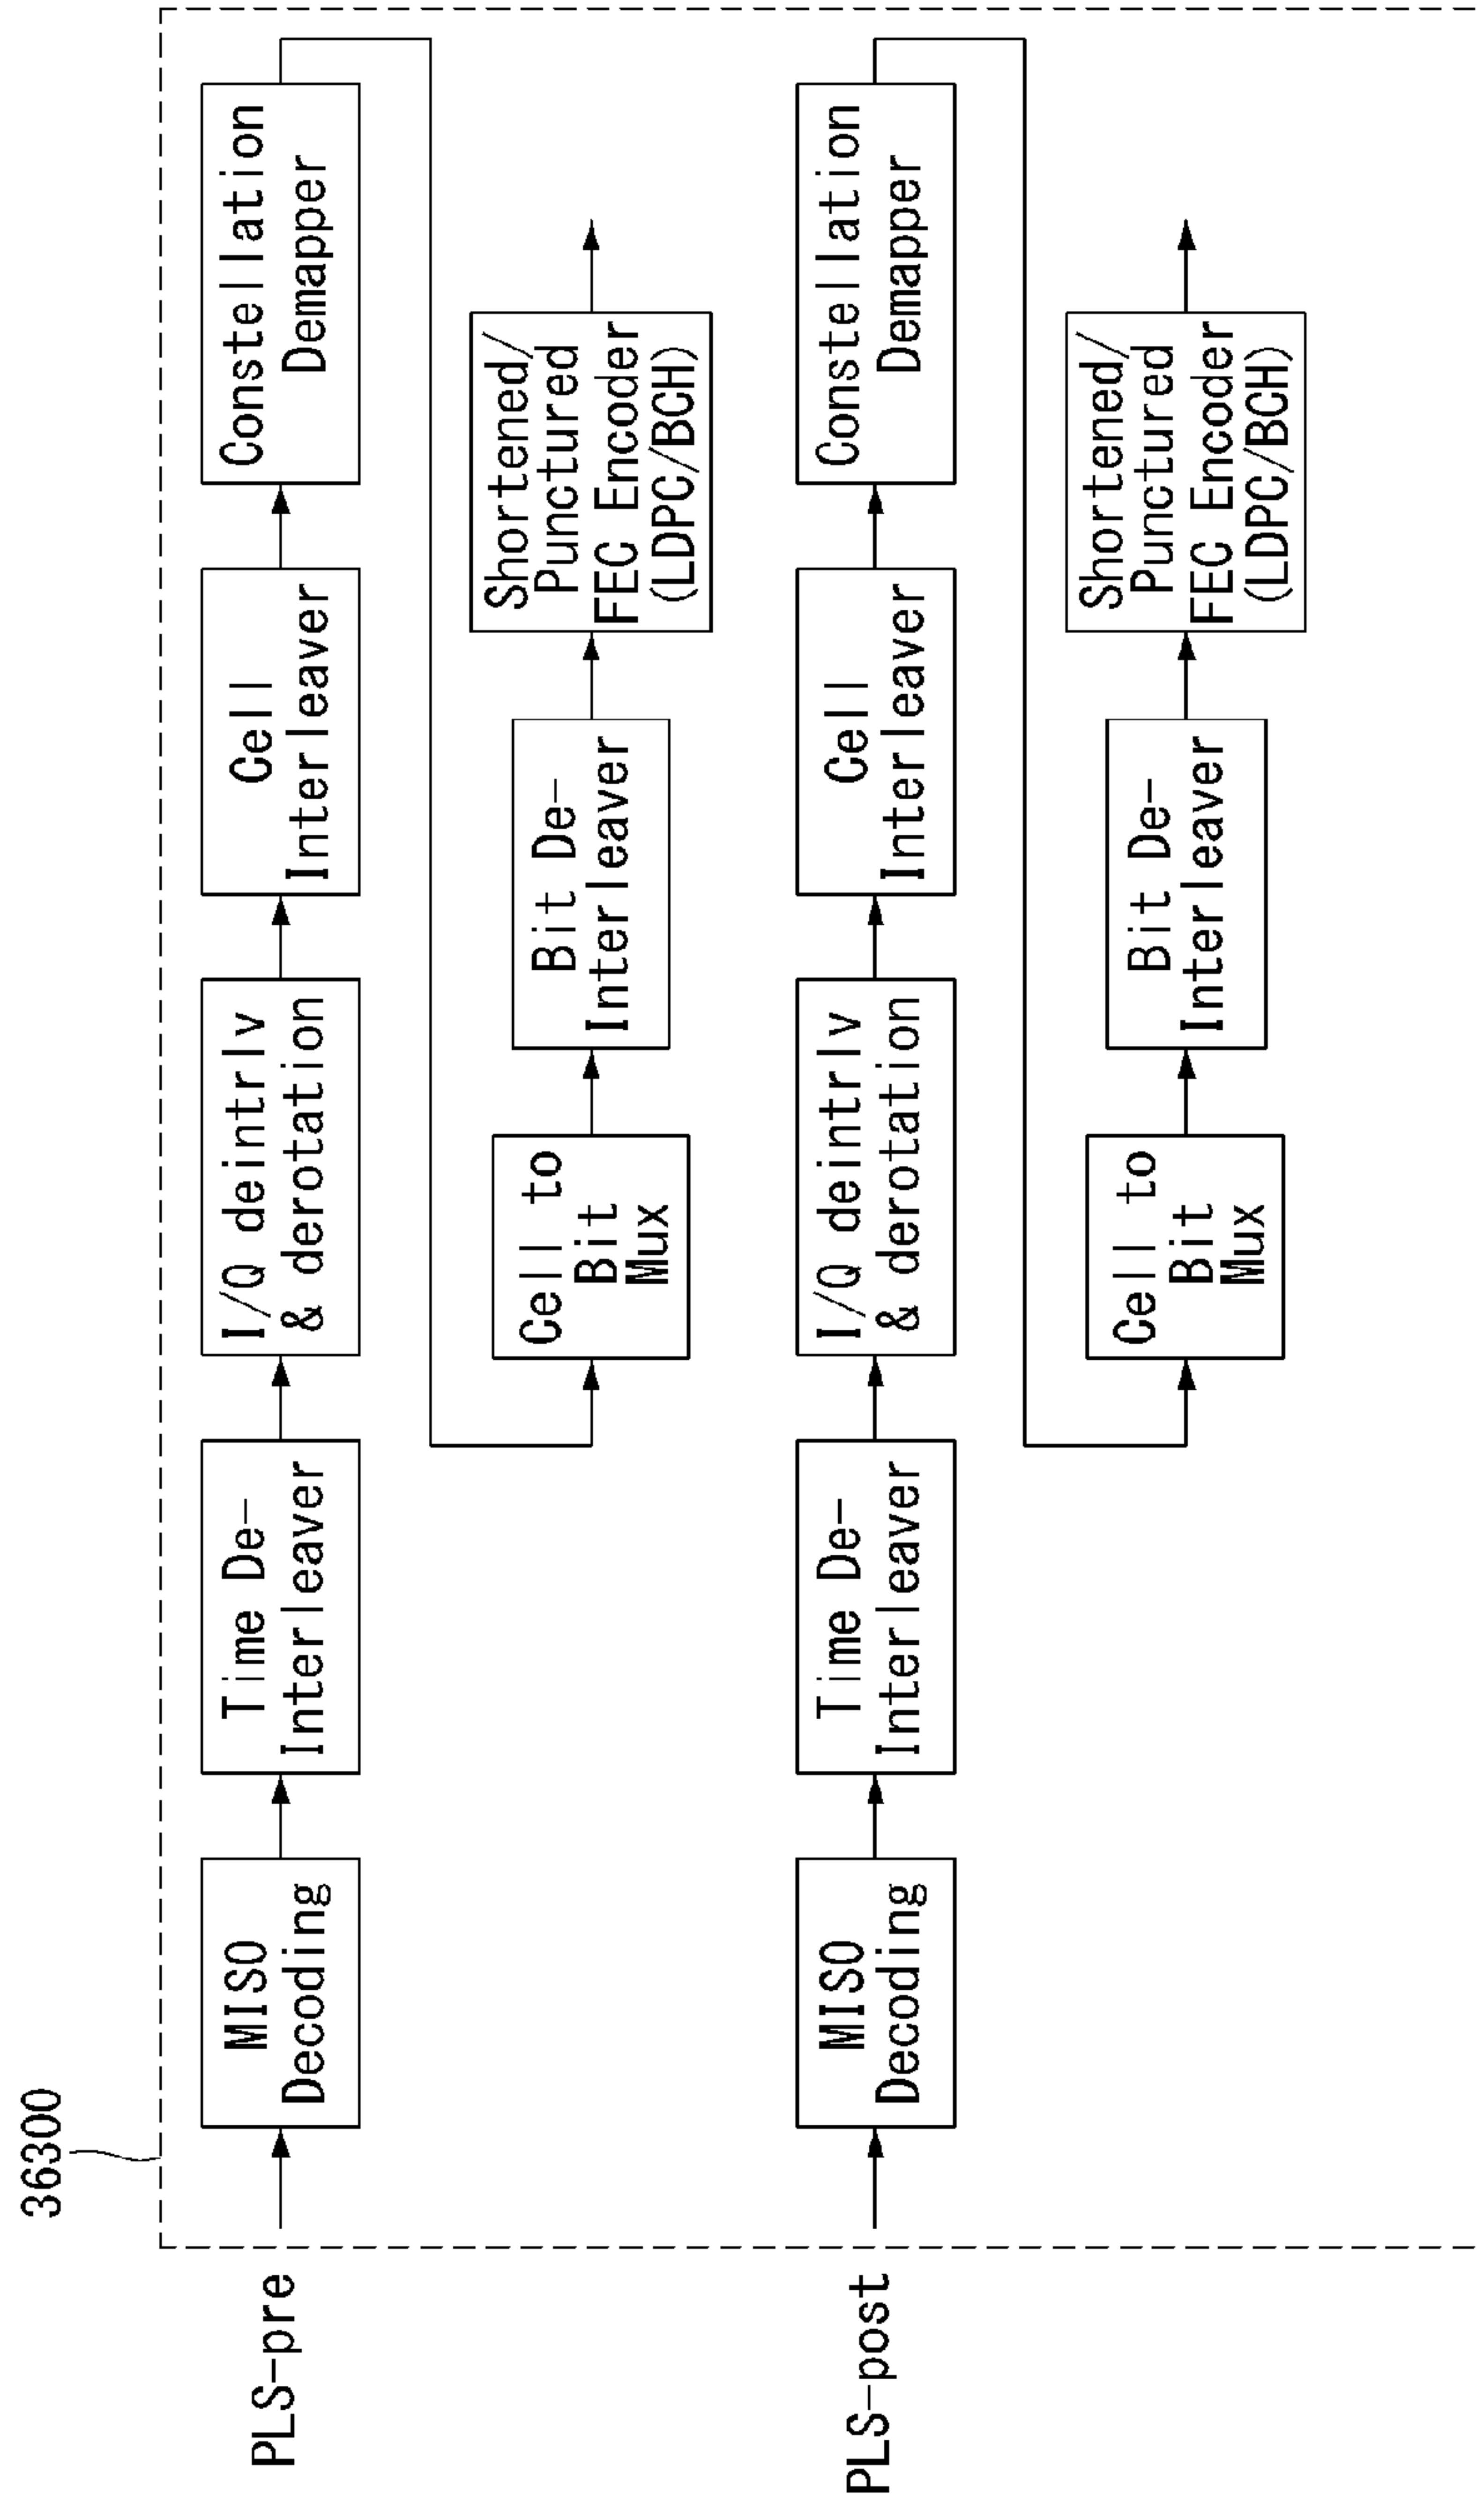 36300
PLS-pre
MISO
Decoding
Time De-
Interleaver
I/Q deintrlv
& derotation
Cell
Interleaver
Constellation
Demapper
Cell to
Bit
Mux
Bit De-
Interleaver
Shortened/
Punctured
FEC Encoder
(LDPC/BCH)
PLS-post
MISO
Decoding
Time De-
Interleaver
I/Q deintrlv
& derotation
Cell
Interleaver
Constellation
Demapper
Cell to
Bit
Mux
Bit De-
Interleaver
Shortened/
Punctured
FEC Encoder
(LDPC/BCH)